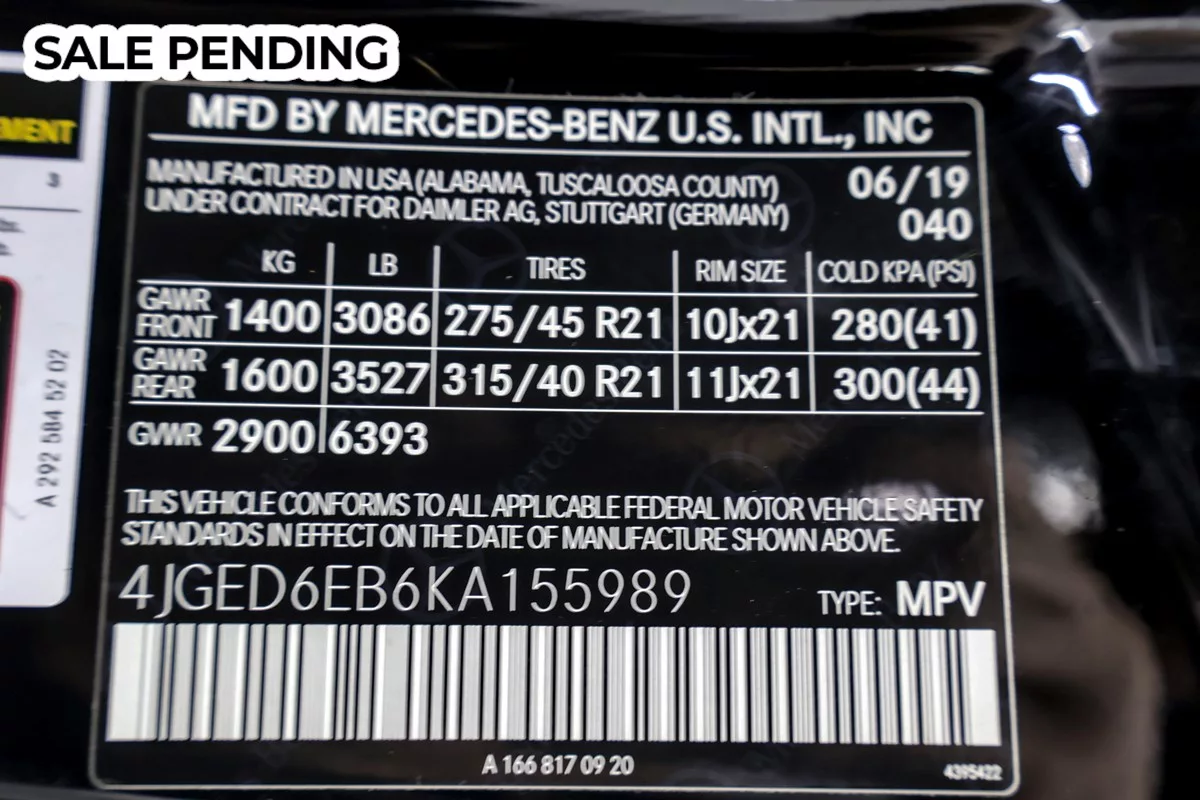 SALE PENDING
MENT
3
A 292 584 52 02
MFD BY MERCEDES-BENZ U.S. INTL., INC
MANUFACTURED IN USA (ALABAMA, TUSCALOOSA COUNTY) 06/19
UNDER CONTRACT FOR DAIMLER AG, STUTTGART (GERMANY) 040
KG LB TIRES RIM SIZE COLD KPA (PSI)
GAWR FRONT 1400 3086 275/45 R21 10Jx21 280(41)
GAWR REAR 1600 3527 315/40 R21 11Jx21 300(44)
GWR 2900 6393
THIS VEHICLE CONFORMS TO ALL APPLICABLE FEDERAL MOTOR VEHICLE SAFETY
STANDARDS IN EFFECT ON THE DATE OF MANUFACTURE SHOWN ABOVE.
4JGED6EB6KA155989 TYPE: MPV
A 166 817 09 20
4395422